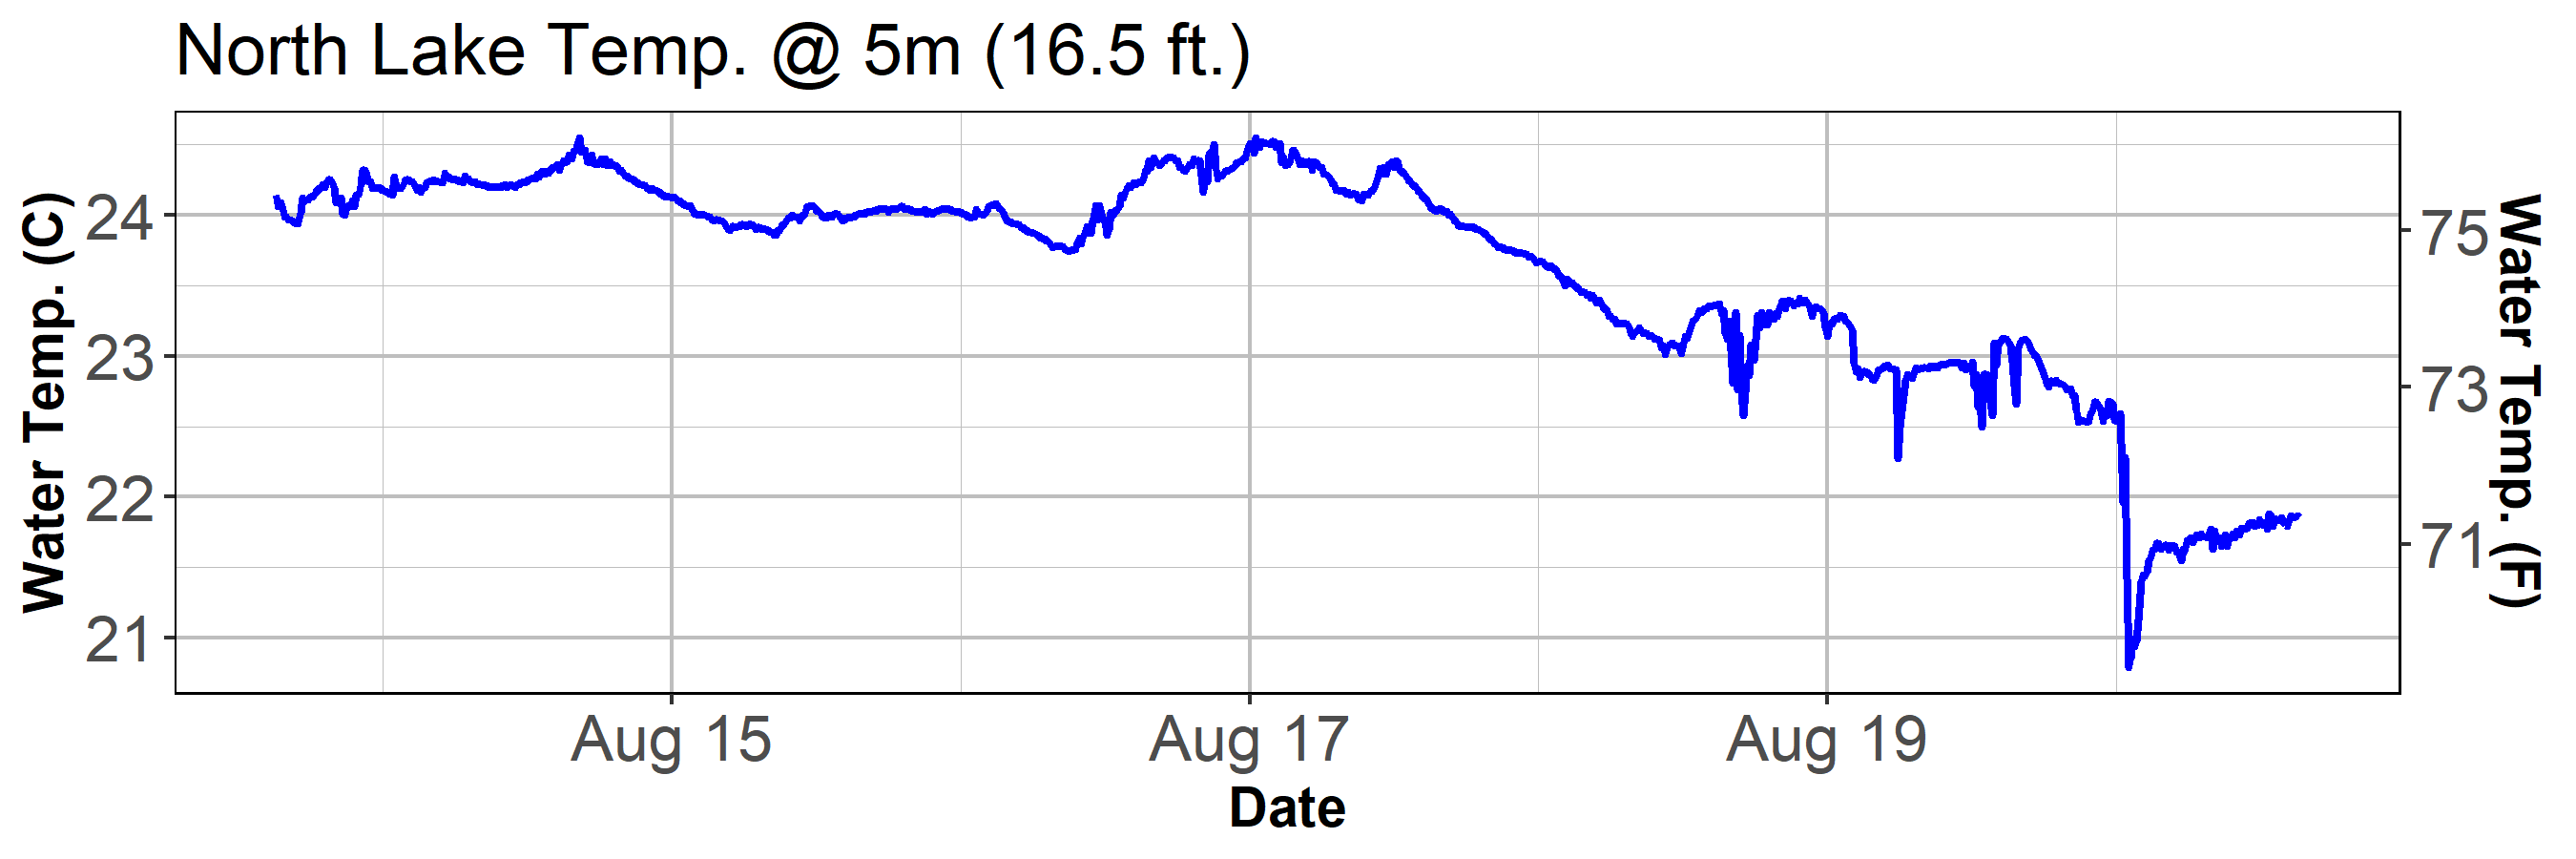 North Lake Temp. @ 5m (16.5 ft.)
Water Temp. (C)
24
23
22
21
75
73
71
Water Temp. (F)
Aug 15
Aug 17
Aug 19
Date